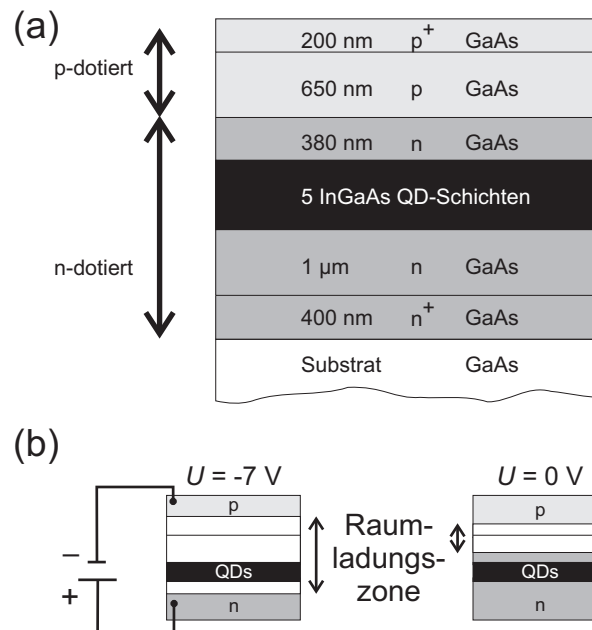 (a)
p-dotiert
n-dotiert
200 nm p+ GaAs
650 nm p GaAs
380 nm n GaAs
5 InGaAs QD-Schichten
1 µm n GaAs
400 nm n+ GaAs
Substrat GaAs
(b)
U = -7 V
U = 0 V
p
QDs
n
−
+
Raum-
ladungs-
zone
p
QDs
n